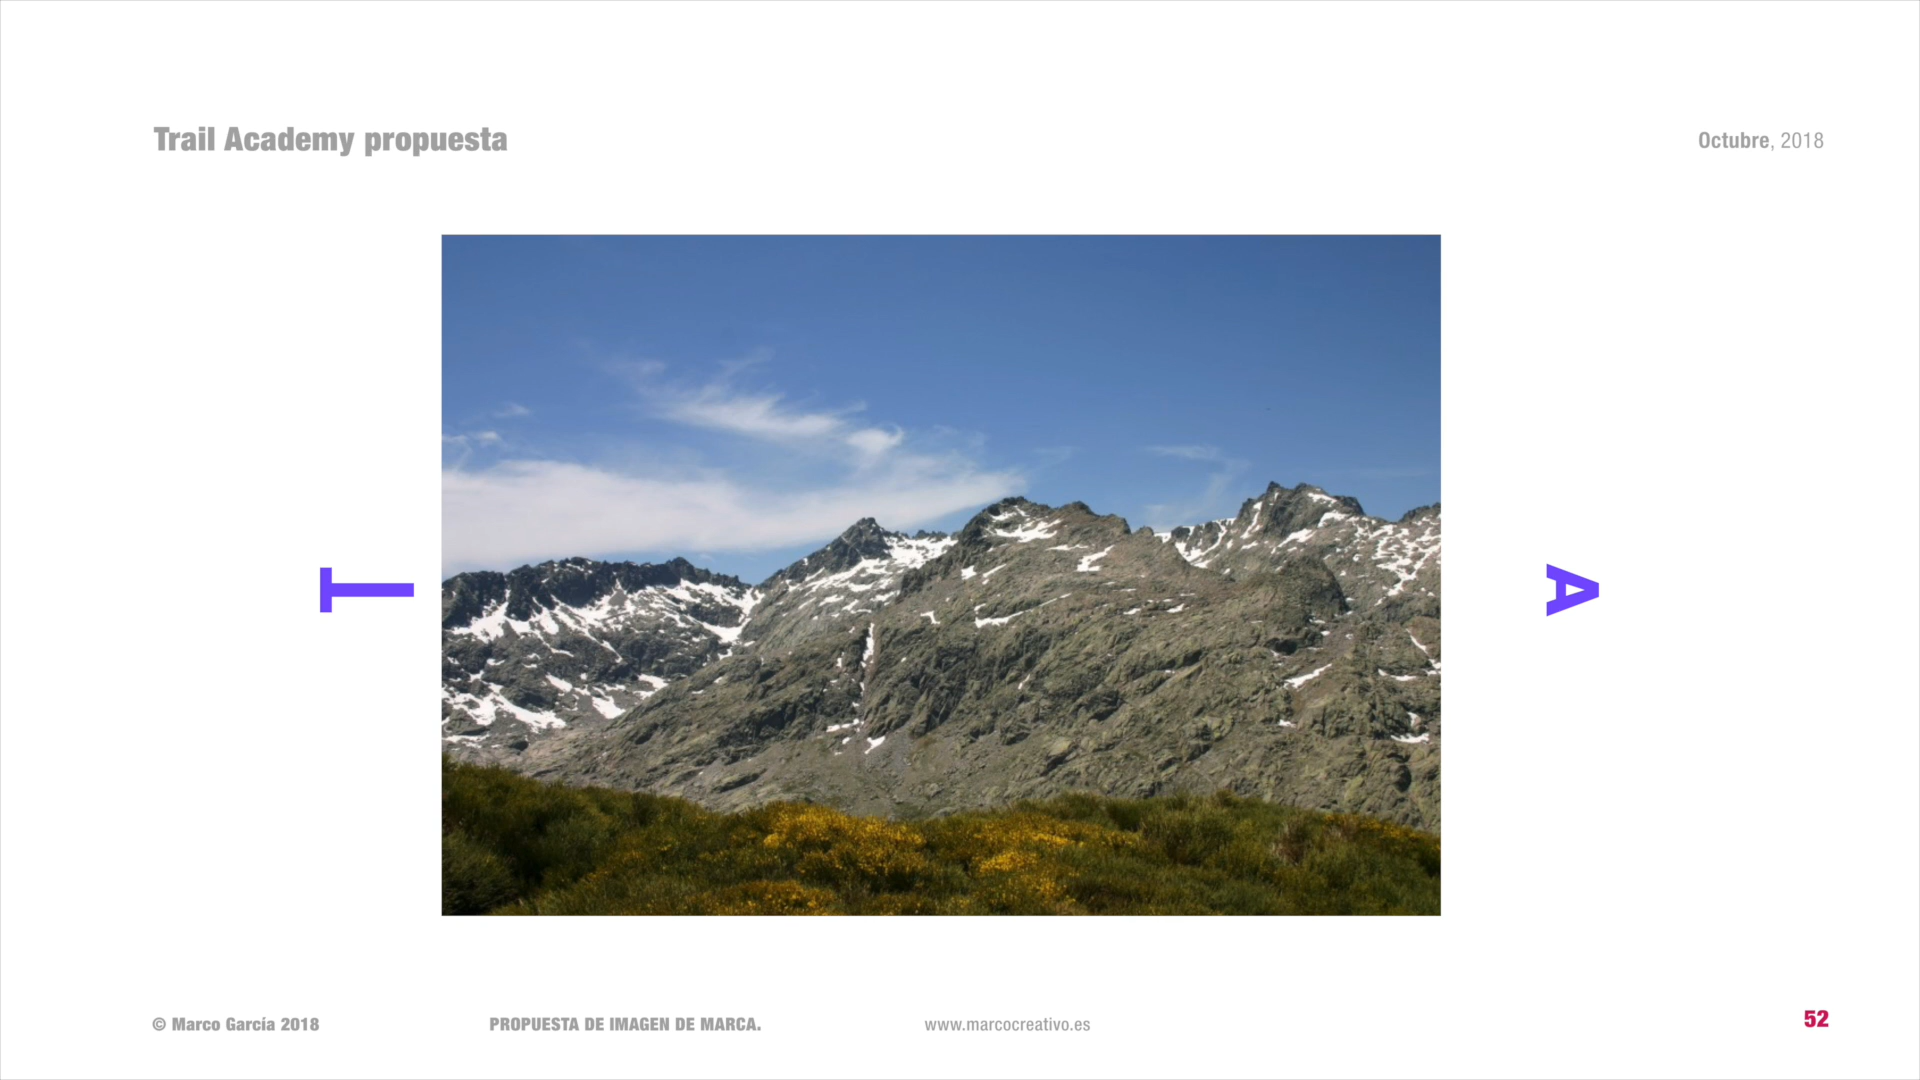 Trail Academy propuesta
Octubre, 2018
T
A
© Marco García 2018
PROPUESTA DE IMAGEN DE MARCA.
www.marcocreativo.es
52